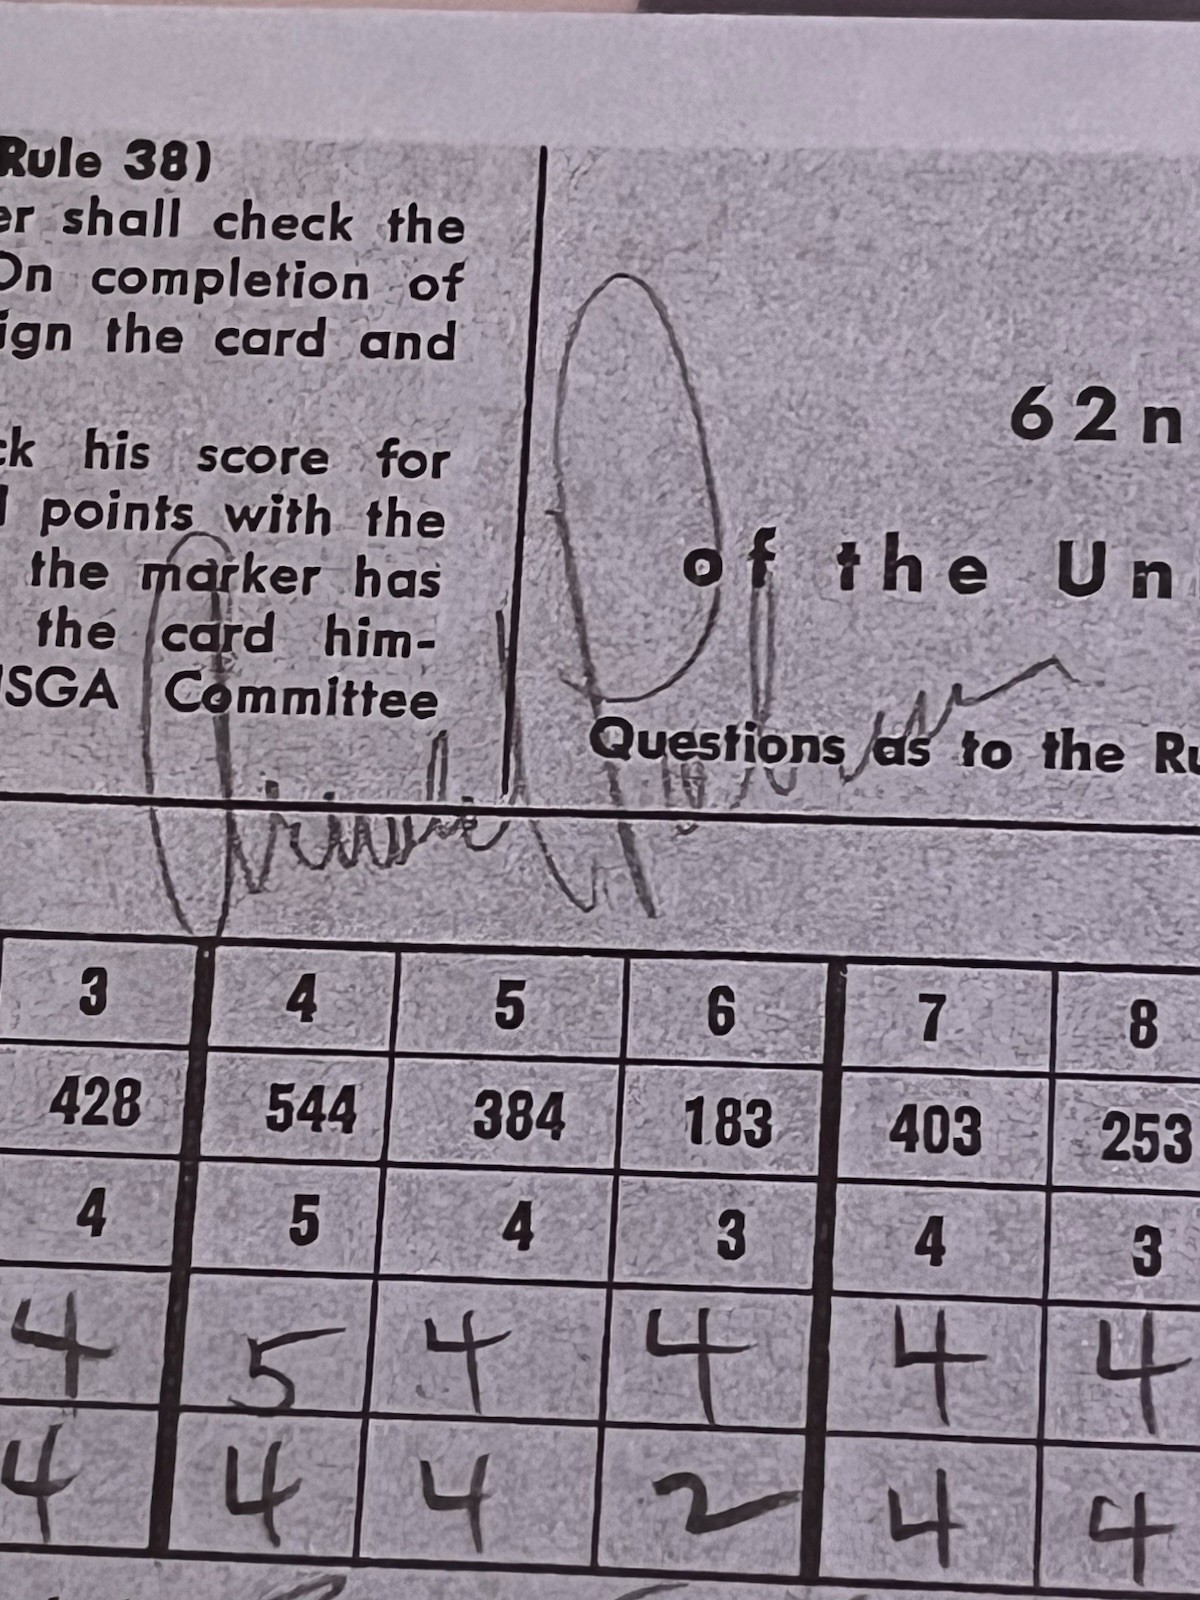 Rule 38)
er shall check the
On completion of
ign the card and
ck his score for
l points with the
the marker has
the card him-
USGA Committee
62n
of the Un
Questions as to the Ru
3 4 5 6 7 8
428 544 384 183 403 253
4 5 4 3 4 3
4 5 4 4 4 4
4 4 4 2 4 4